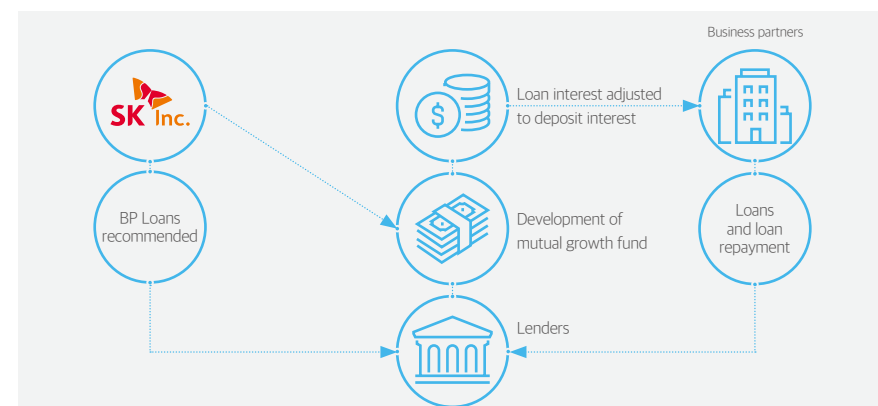 Business partners
SK Inc.
$
Loan interest adjusted
to deposit interest
BP Loans
recommended
Development of
mutual growth fund
Loans
and loan
repayment
Lenders